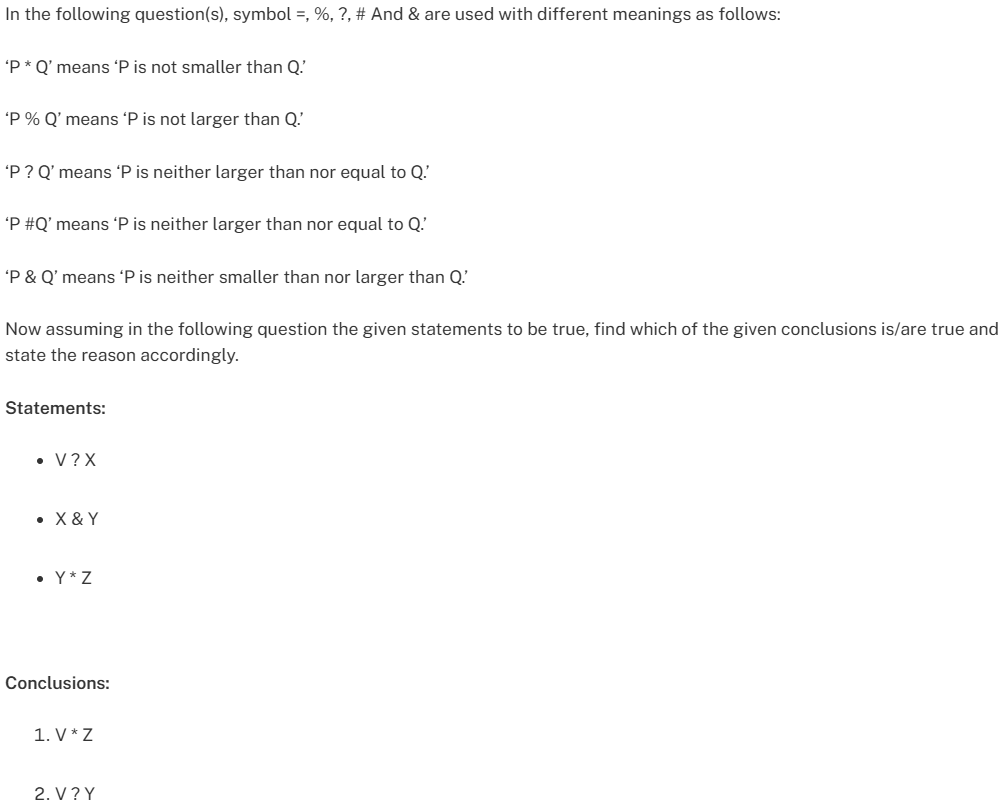 In the following question(s), symbol =, %, ?, # And & are used with different meanings as follows:
‘P * Q’ means ‘P is not smaller than Q.’
‘P % Q’ means ‘P is not larger than Q.’
‘P ? Q’ means ‘P is neither larger than nor equal to Q.’
‘P #Q’ means ‘P is neither larger than nor equal to Q.’
‘P & Q’ means ‘P is neither smaller than nor larger than Q.’
Now assuming in the following question the given statements to be true, find which of the given conclusions is/are true and
state the reason accordingly.
Statements:
• V ? X
• X & Y
• Y * Z
Conclusions:
1. V * Z
2. V ? Y